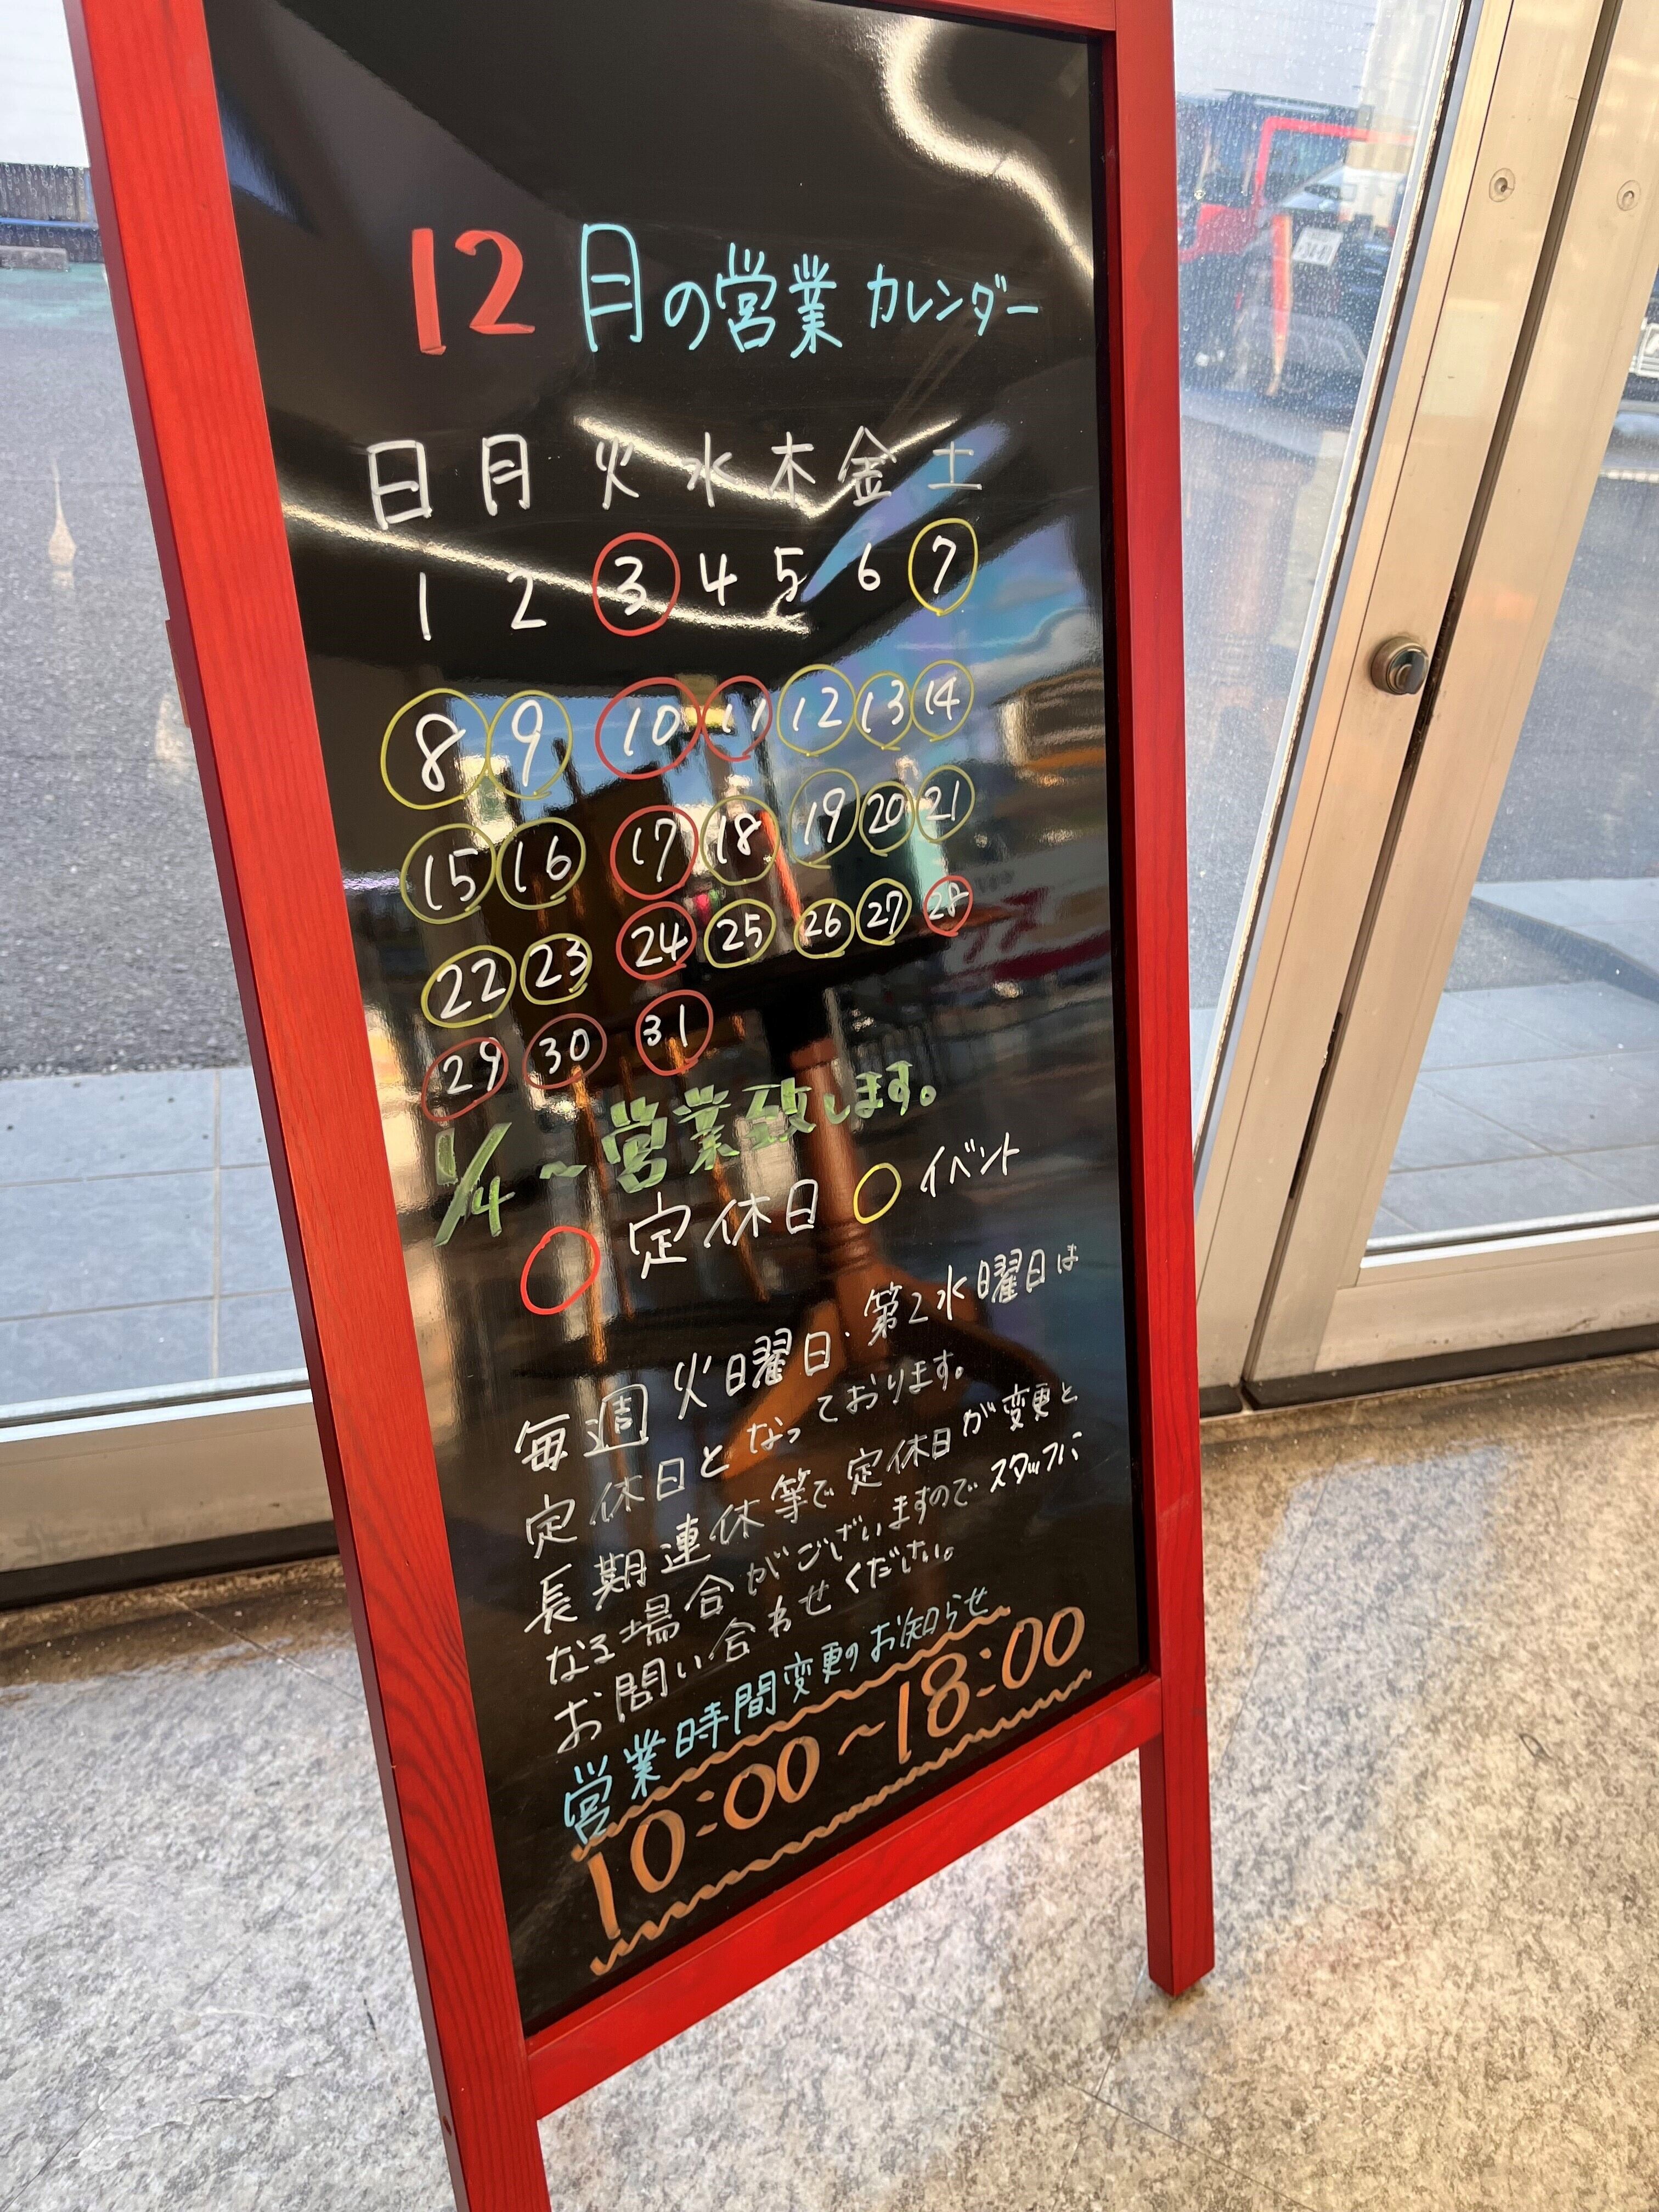 12月の営業カレンダー
日 月 火 水 木 金 土
1 2 3 4 5 6 7
8 9 10 11 12 13 14
15 16 17 18 19 20 21
22 23 24 25 26 27 28
29 30 31
1/4〜営業致します。
○定休日 ○イベント
毎週火曜日・第2水曜日は
定休日となっております。
長期連休等で定休日が変更と
なる場合がございますのでスタッフに
お問い合わせください。
営業時間変更のお知らせ
10:00〜18:00